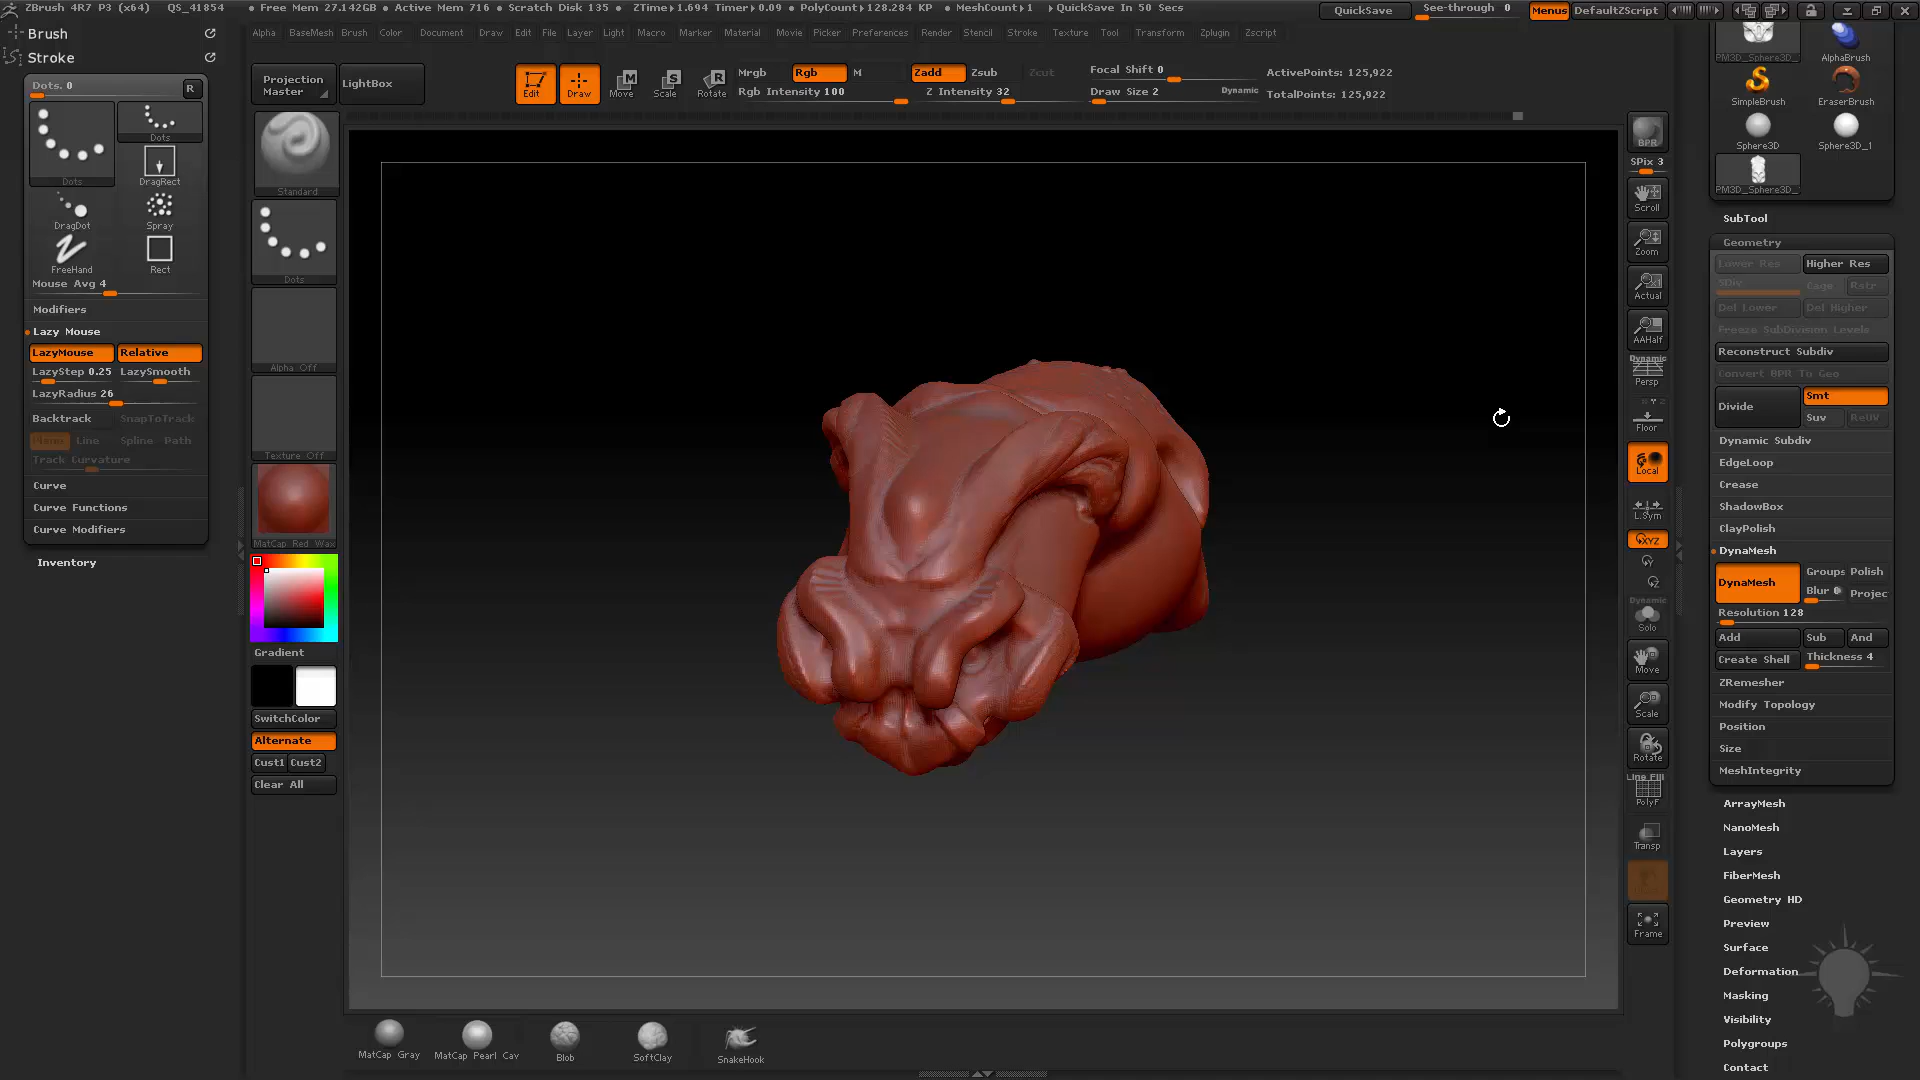 ZBrush 4R7 P3 (x64) QS_41854 • Free Mem 27.142GB • Active Mem 716 • Scratch Disk 135 • ZTime▸1.694 Timer▸0.09 • PolyCount▸128.284 KP • MeshCount▸1 ▸QuickSave In 50 Secs QuickSave See-through 0 Menus DefaultZScript
Brush
Stroke
Alpha BaseMesh Brush Color Document Draw Edit File Layer Light Macro Marker Material Movie Picker Preferences Render Stencil Stroke Texture Tool Transform Zplugin Zscript
Projection Master
LightBox
Edit Draw Move Scale Rotate
Mrgb Rgb M Zadd Zsub Zcut
Rgb Intensity 100 Z Intensity 32
Focal Shift 0
Draw Size 2 Dynamic
ActivePoints: 125,922
TotalPoints: 125,922
Dots. 0 R
Dots
Dots
DragRect
DragDot Spray
FreeHand Rect
Mouse Avg 4
Modifiers
Lazy Mouse
LazyMouse Relative
LazyStep 0.25 LazySmooth
LazyRadius 26
Backtrack SnapToTrack
Plane Line Spline Path
Track Curvature
Curve
Curve Functions
Curve Modifiers
Inventory
Standard
Dots
Alpha Off
Texture Off
MatCap Red Wax
Gradient
SwitchColor
Alternate
Cust1 Cust2
Clear All
MatCap Gray MatCap Pearl Cav Blob SoftClay SnakeHook
BPR
SPix 3
Scroll
Zoom
Actual
AAHalf
Dynamic
Persp
Floor
Local
L.Sym
XYZ
Y
Z
Dynamic
Solo
Move
Scale
Rotate
Line Fill
PolyF
Transp
Frame
PM3D_Sphere3D_ AlphaBrush
SimpleBrush EraserBrush
Sphere3D Sphere3D_1
PM3D_Sphere3D_
SubTool
Geometry
Lower Res Higher Res
SDiv Cage Rstr
Del Lower Del Higher
Freeze SubDivision Levels
Reconstruct Subdiv
Convert BPR To Geo
Divide Smt
Suv ReUV
Dynamic Subdiv
EdgeLoop
Crease
ShadowBox
ClayPolish
DynaMesh
DynaMesh Groups Polish
Blur Projec
Resolution 128
Add Sub And
Create Shell Thickness 4
ZRemesher
Modify Topology
Position
Size
MeshIntegrity
ArrayMesh
NanoMesh
Layers
FiberMesh
Geometry HD
Preview
Surface
Deformation
Masking
Visibility
Polygroups
Contact